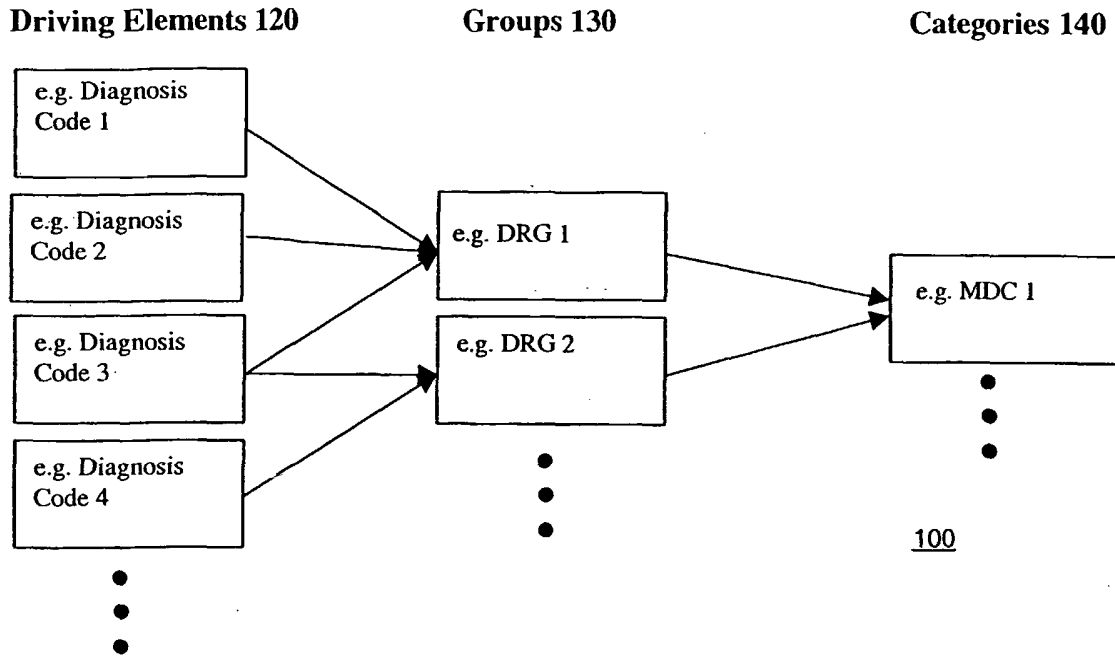 Driving Elements 120
Groups 130
Categories 140
e.g. Diagnosis
Code 1
e.g. Diagnosis
Code 2
e.g. Diagnosis
Code 3
e.g. Diagnosis
Code 4
e.g. DRG 1
e.g. DRG 2
e.g. MDC 1
100